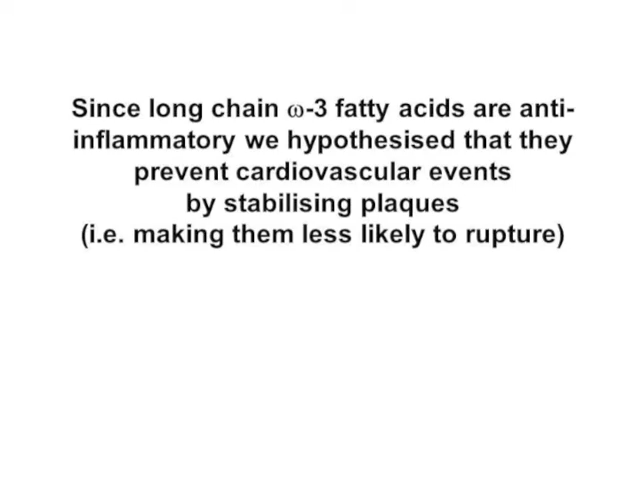 Since long chain ω-3 fatty acids are anti-
inflammatory we hypothesised that they
prevent cardiovascular events
by stabilising plaques
(i.e. making them less likely to rupture)